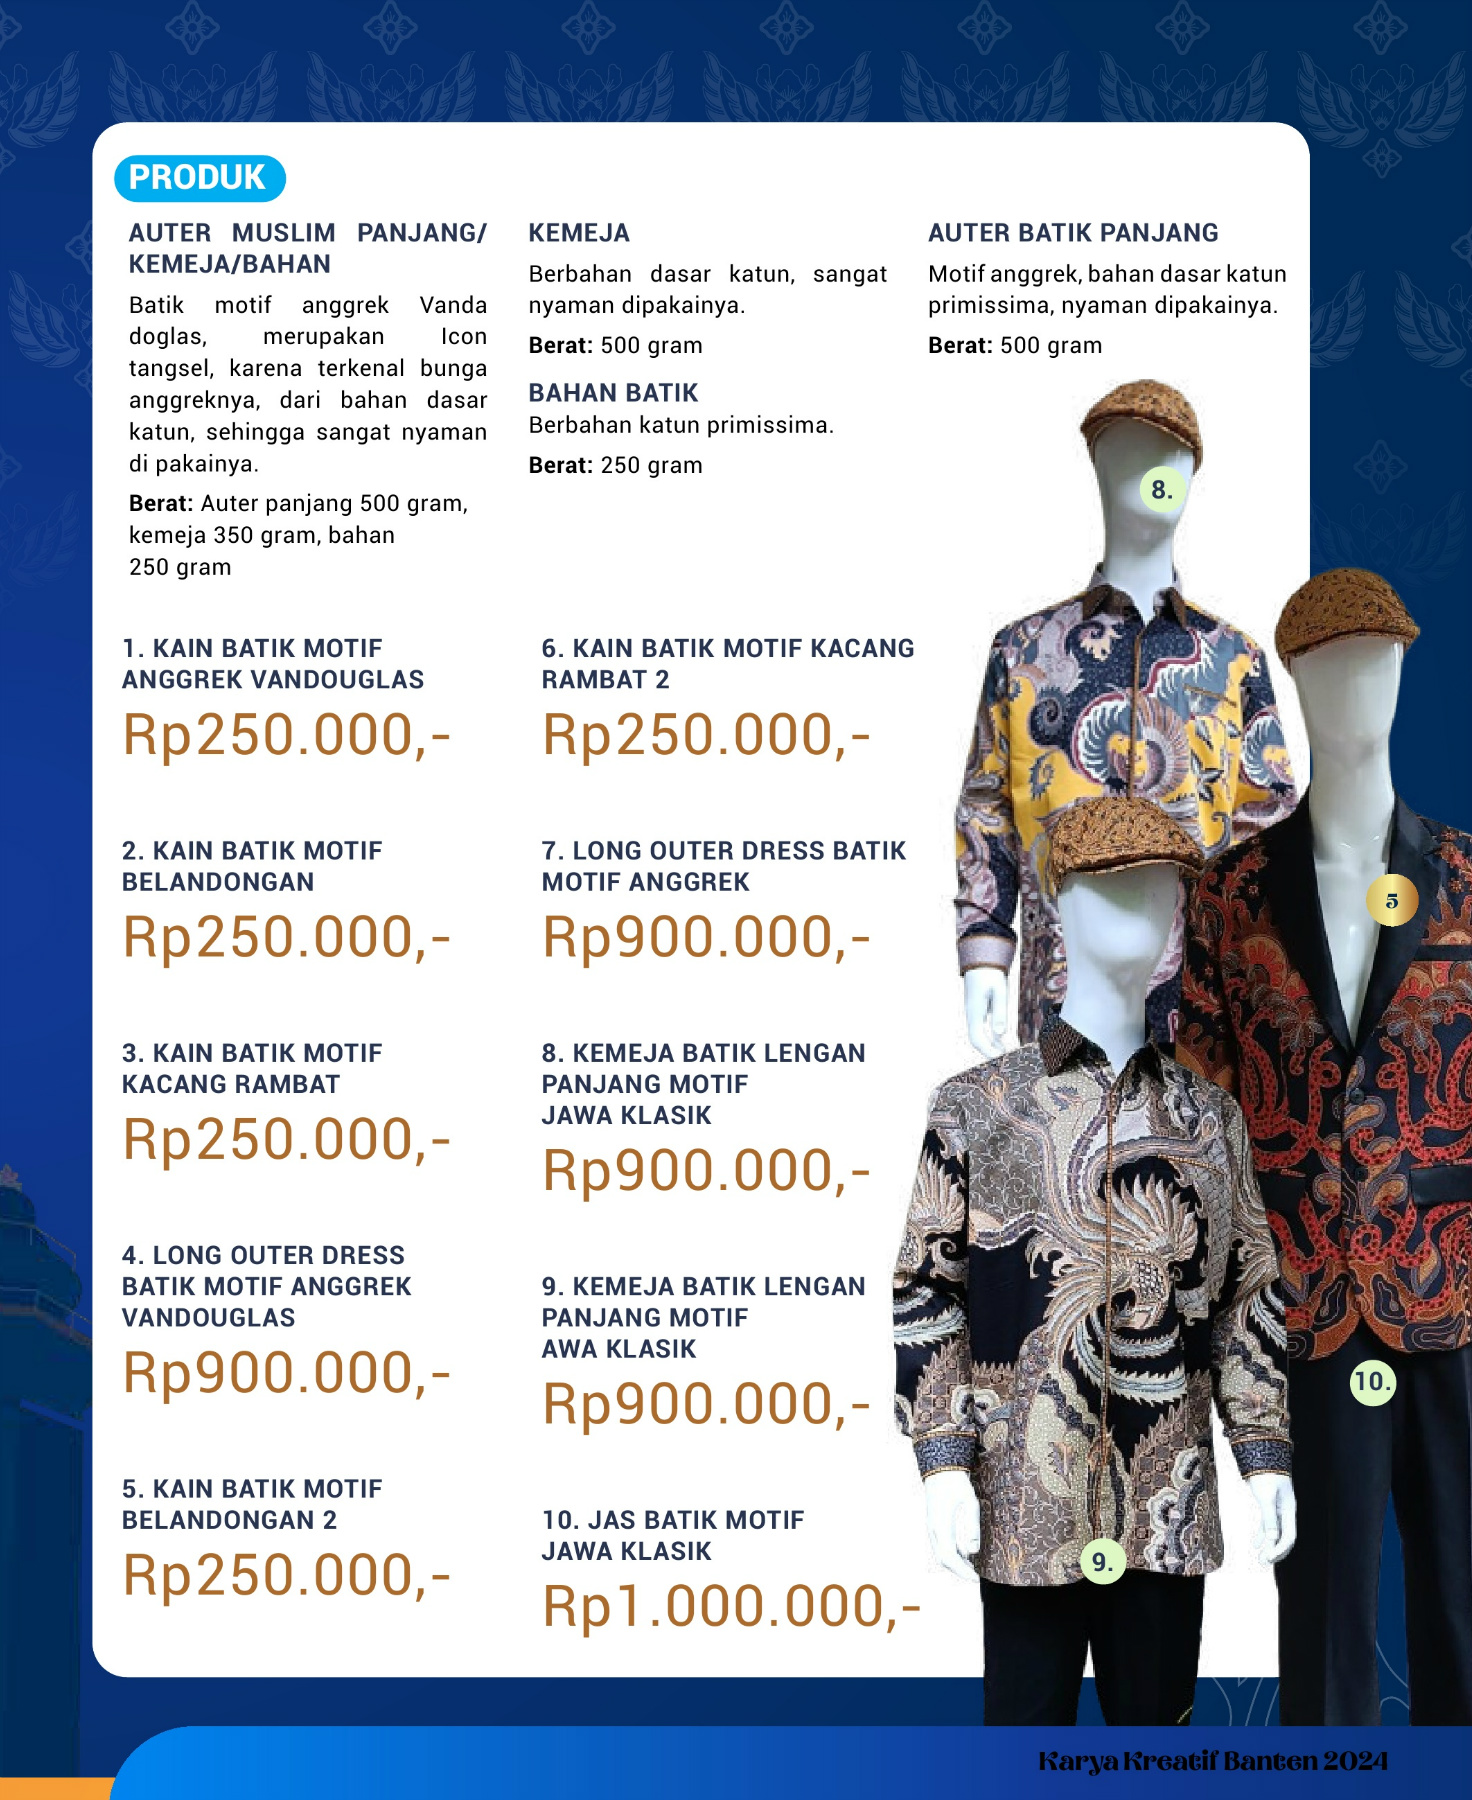 PRODUK
AUTER MUSLIM PANJANG/
KEMEJA/BAHAN
Batik motif anggrek Vanda
doglas, merupakan Icon
tangsel, karena terkenal bunga
anggreknya, dari bahan dasar
katun, sehingga sangat nyaman
di pakainya.
Berat: Auter panjang 500 gram,
kemeja 350 gram, bahan
250 gram
KEMEJA
Berbahan dasar katun, sangat
nyaman dipakainya.
Berat: 500 gram
BAHAN BATIK
Berbahan katun primissima.
Berat: 250 gram
AUTER BATIK PANJANG
Motif anggrek, bahan dasar katun
primissima, nyaman dipakainya.
Berat: 500 gram
1. KAIN BATIK MOTIF
ANGGREK VANDOUGLAS
Rp250.000,-
2. KAIN BATIK MOTIF
BELANDONGAN
Rp250.000,-
3. KAIN BATIK MOTIF
KACANG RAMBAT
Rp250.000,-
4. LONG OUTER DRESS
BATIK MOTIF ANGGREK
VANDOUGLAS
Rp900.000,-
5. KAIN BATIK MOTIF
BELANDONGAN 2
Rp250.000,-
6. KAIN BATIK MOTIF KACANG
RAMBAT 2
Rp250.000,-
7. LONG OUTER DRESS BATIK
MOTIF ANGGREK
Rp900.000,-
8. KEMEJA BATIK LENGAN
PANJANG MOTIF
JAWA KLASIK
Rp900.000,-
9. KEMEJA BATIK LENGAN
PANJANG MOTIF
AWA KLASIK
Rp900.000,-
10. JAS BATIK MOTIF
JAWA KLASIK
Rp1.000.000,-
8.
5
10.
9.
Karya Kreatif Banten 2024